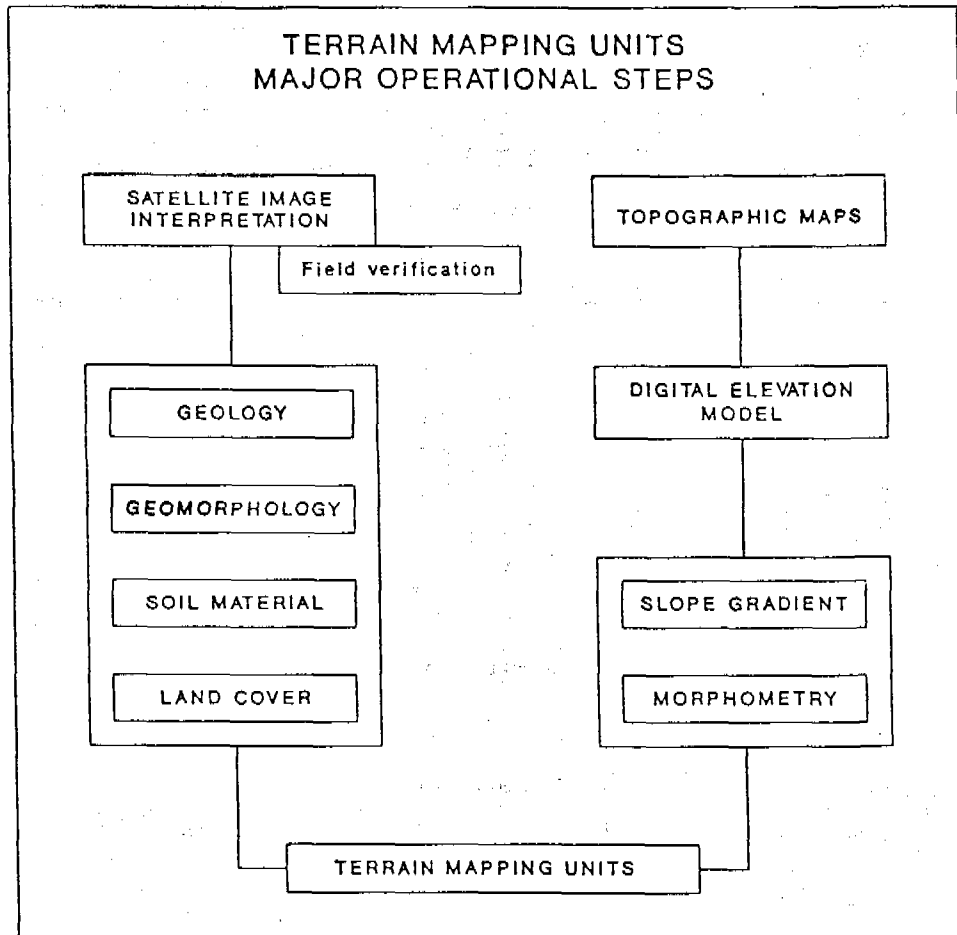 TERRAIN MAPPING UNITS
MAJOR OPERATIONAL STEPS
SATELLITE IMAGE
INTERPRETATION
Field verification
GEOLOGY
GEOMORPHOLOGY
SOIL MATERIAL
LAND COVER
TOPOGRAPHIC MAPS
DIGITAL ELEVATION
MODEL
SLOPE GRADIENT
MORPHOMETRY
TERRAIN MAPPING UNITS